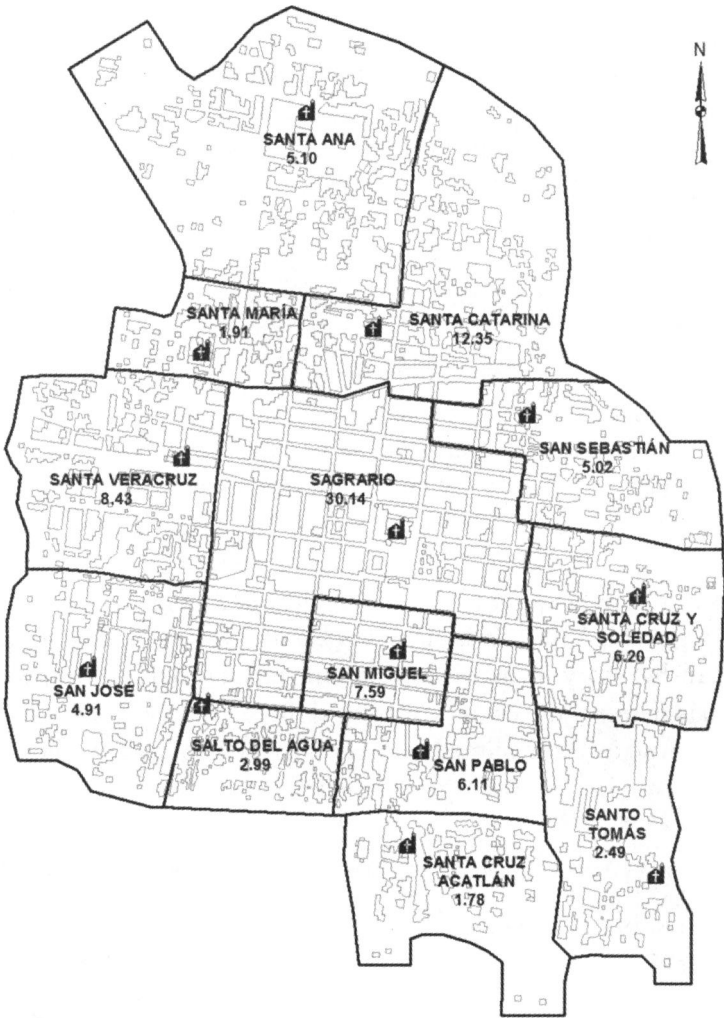 N
SANTA ANA
5.10
SANTA MARÍA
1.91
SANTA CATARINA
12.35
SAN SEBASTIÁN
5.02
SANTA VERACRUZ
8.43
SAGRARIO
30.14
SANTA CRUZ Y
SOLEDAD
6.20
SAN MIGUEL
7.59
SAN JOSÉ
4.91
SALTO DEL AGUA
2.99
SAN PABLO
6.11
SANTO
TOMÁS
2.49
SANTA CRUZ
ACATLÁN
1.78